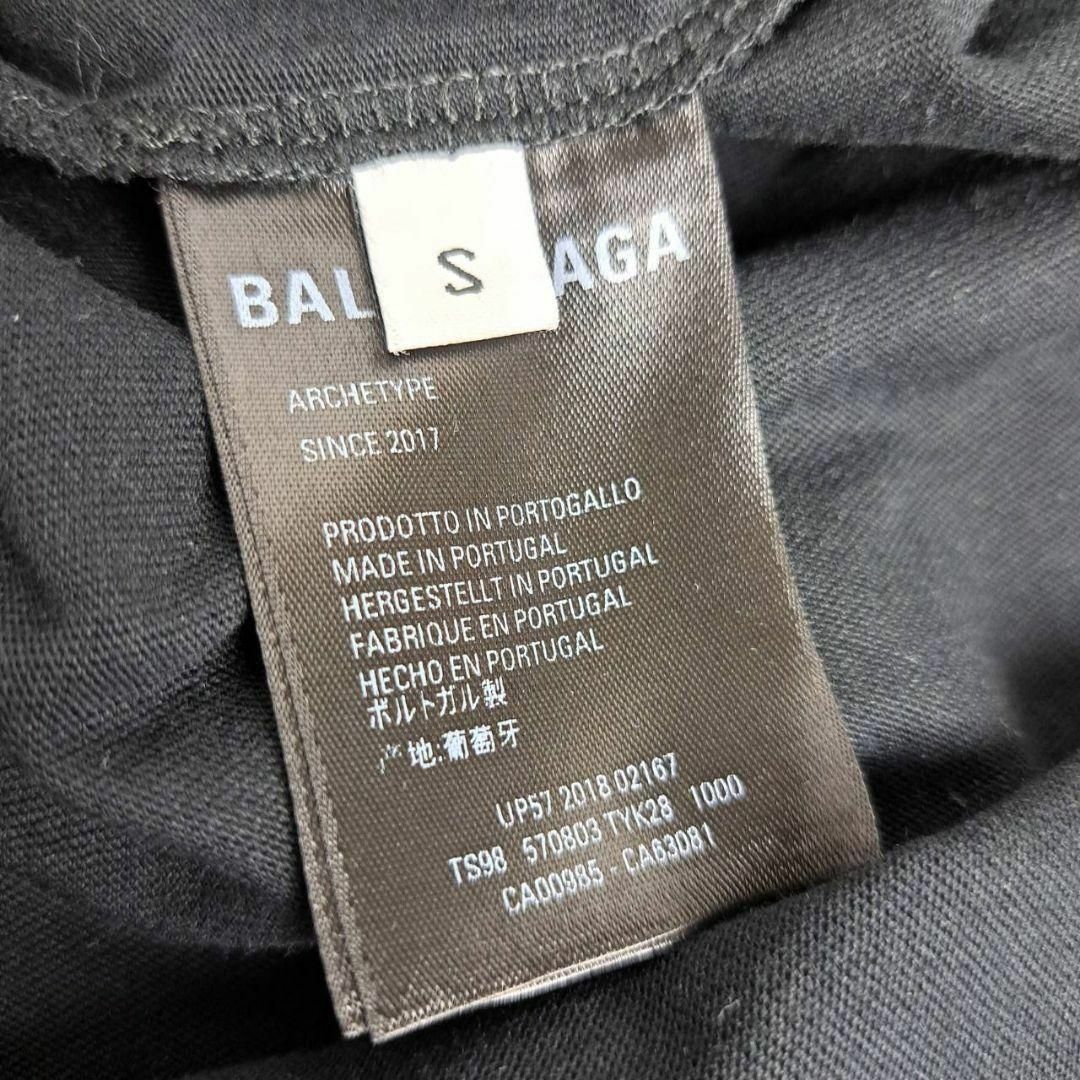 S
BAL AGA
ARCHETYPE
SINCE 2017
PRODOTTO IN PORTOGALLO
MADE IN PORTUGAL
HERGESTELLT IN PORTUGAL
FABRIQUE EN PORTUGAL
HECHO EN PORTUGAL
ポルトガル製
产地:葡萄牙
UP57 2018 02167
TS98 570803 TYK28 1000
CA00985 - CA63081